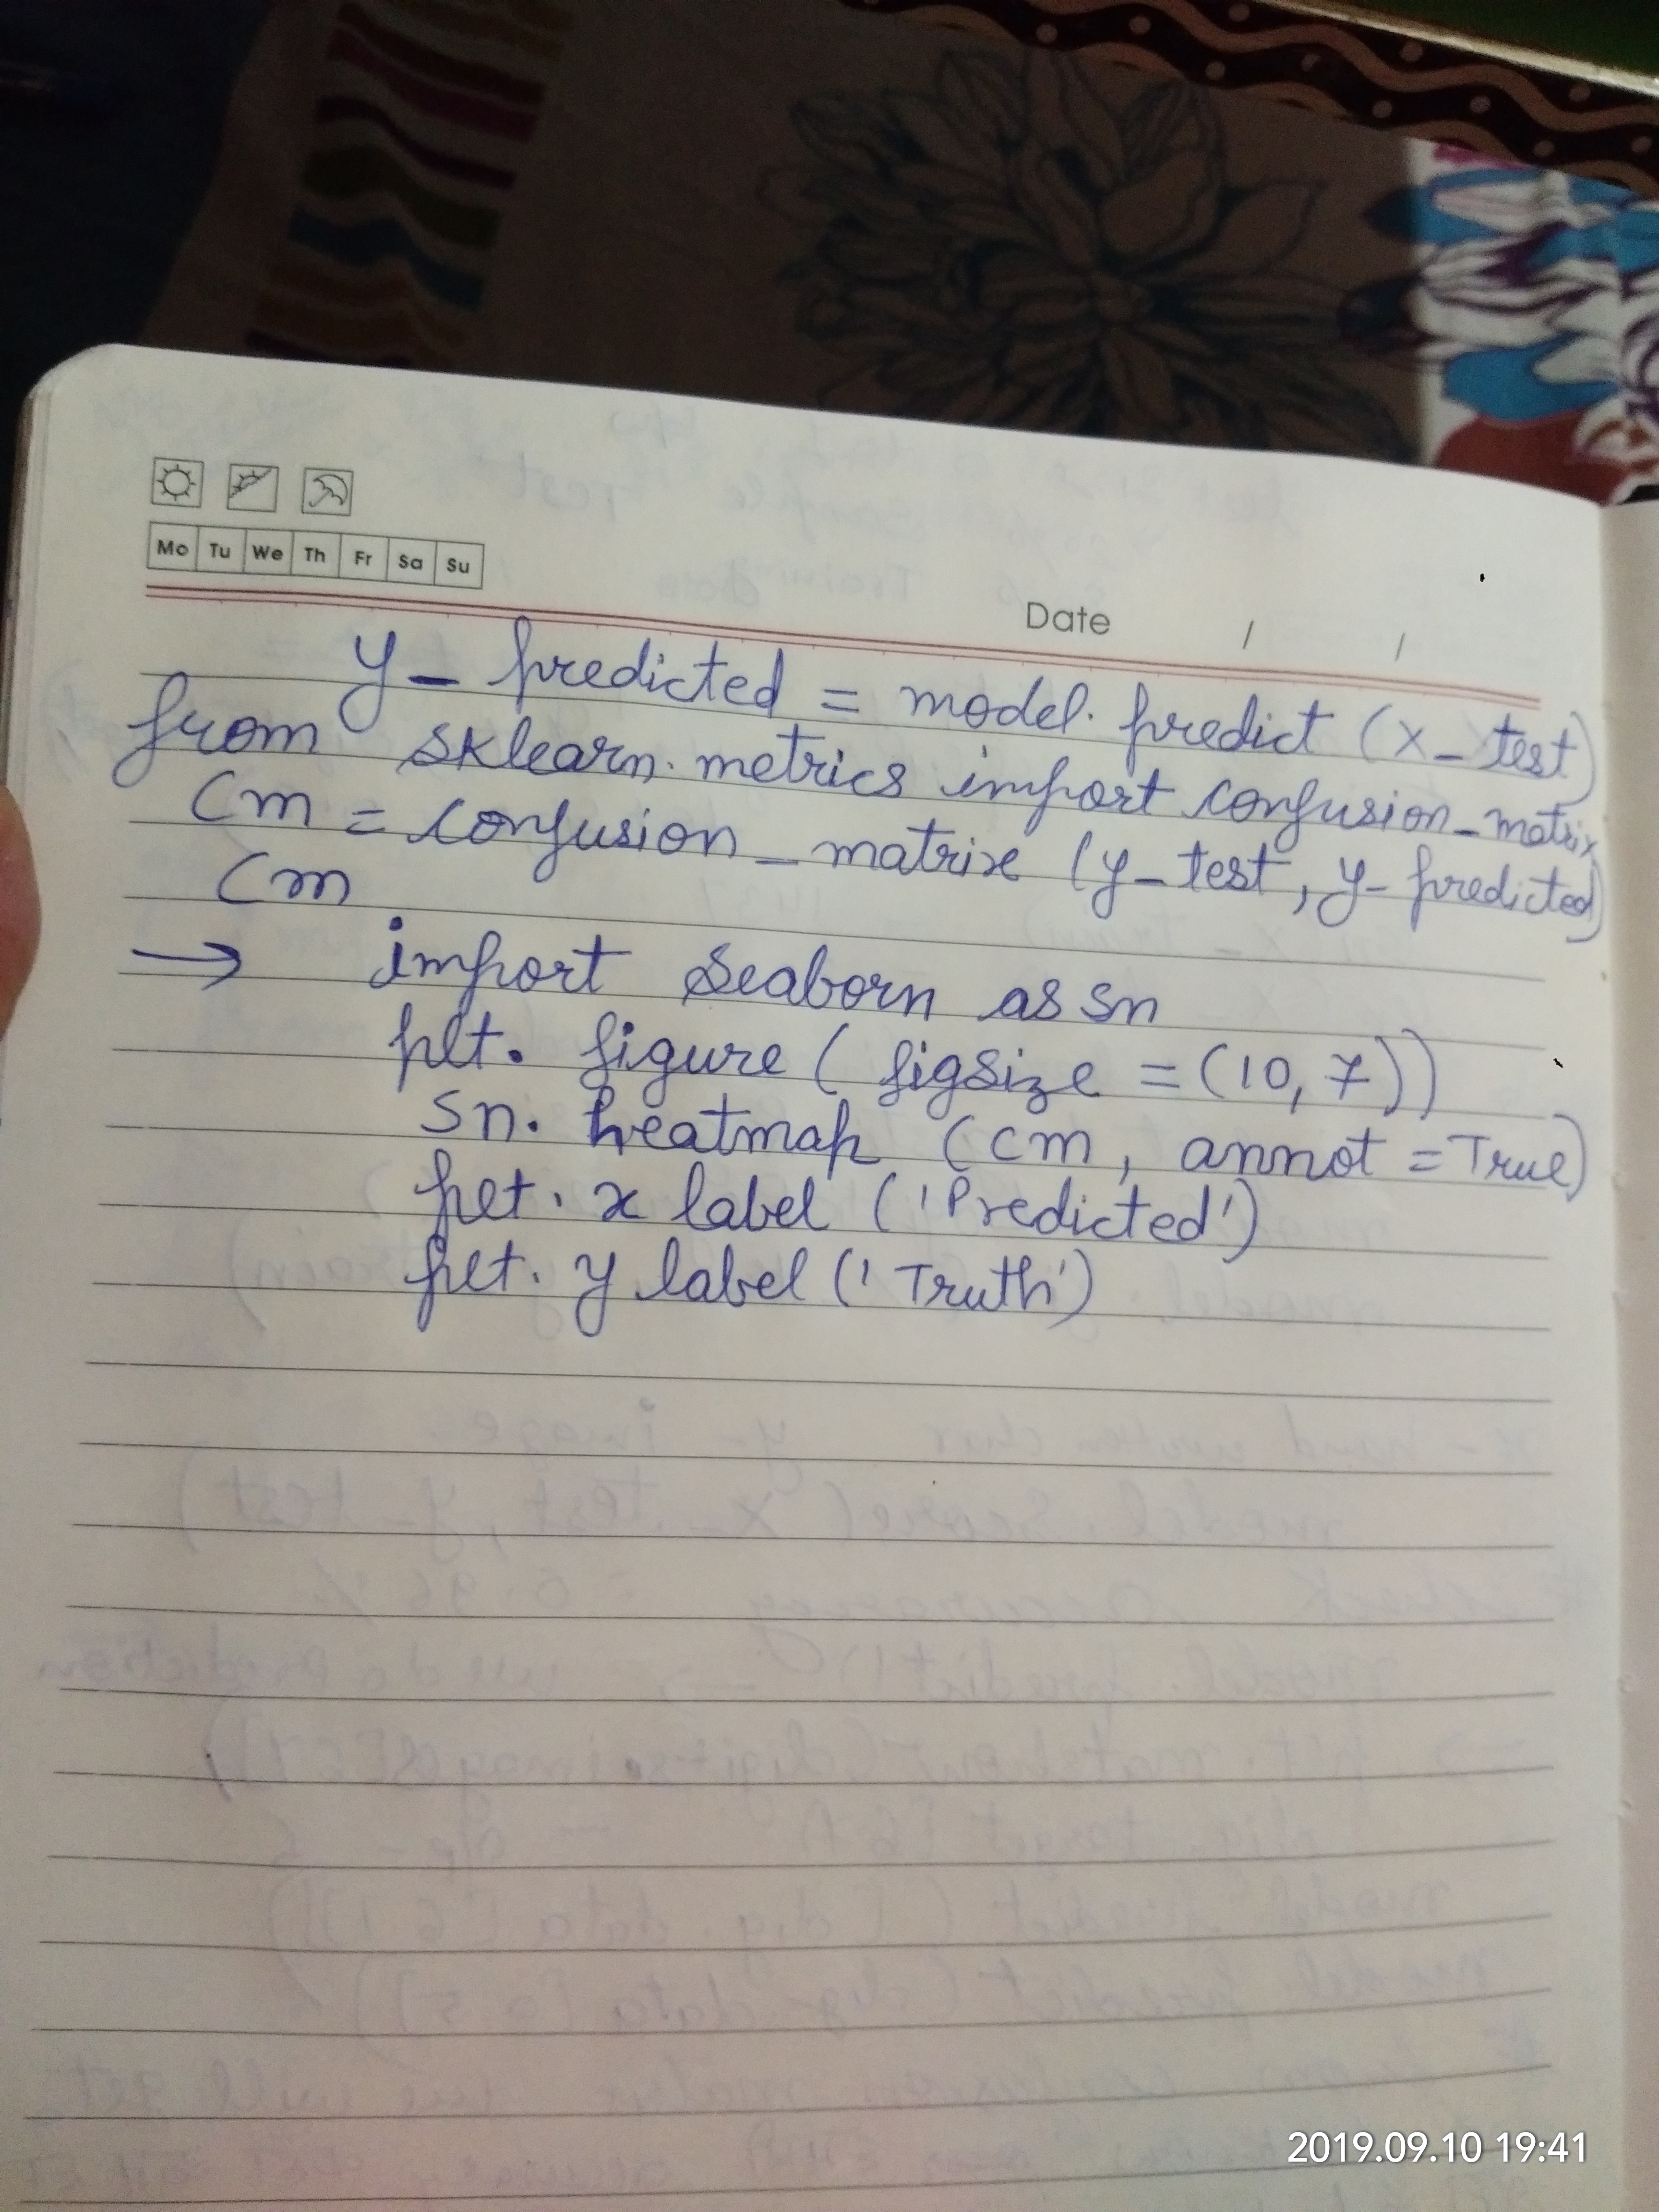 Mo Tu We Th Fr Sa Su
Date / /
y_predicted = model.predict (x_test)
from sklearn.metrics import confusion_matrix
Cm = confusion_matrix (y_test, y_predicted)
Cm
→ import seaborn as sn
plt. figure ( figsize = (10, 7))
sn. heatmap (cm, annot = True)
plt. x label ('Predicted')
plt. y label (' Truth')
2019.09.10 19:41